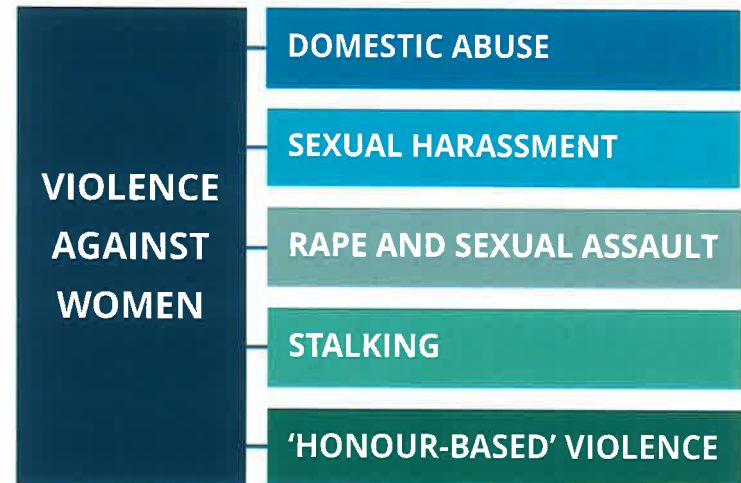 VIOLENCE
AGAINST
WOMEN
DOMESTIC ABUSE
SEXUAL HARASSMENT
RAPE AND SEXUAL ASSAULT
STALKING
‘HONOUR-BASED’ VIOLENCE